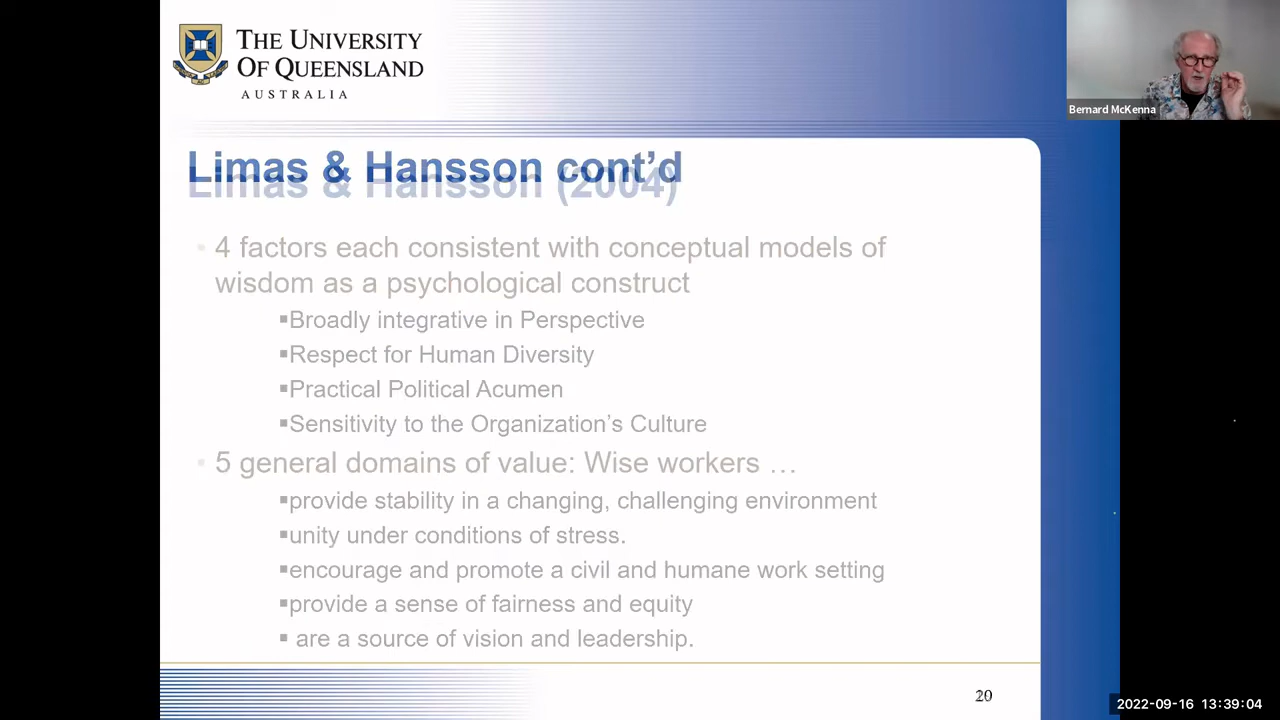 THE UNIVERSITY
OF QUEENSLAND
AUSTRALIA
Bernard McKenna
Limas & Hansson cont’d
Limas & Hansson (2004)
• 4 factors each consistent with conceptual models of
wisdom as a psychological construct
▪Broadly integrative in Perspective
▪Respect for Human Diversity
▪Practical Political Acumen
▪Sensitivity to the Organization’s Culture
• 5 general domains of value: Wise workers …
▪provide stability in a changing, challenging environment
▪unity under conditions of stress.
▪encourage and promote a civil and humane work setting
▪provide a sense of fairness and equity
▪ are a source of vision and leadership.
20
2022-09-16 13:39:04